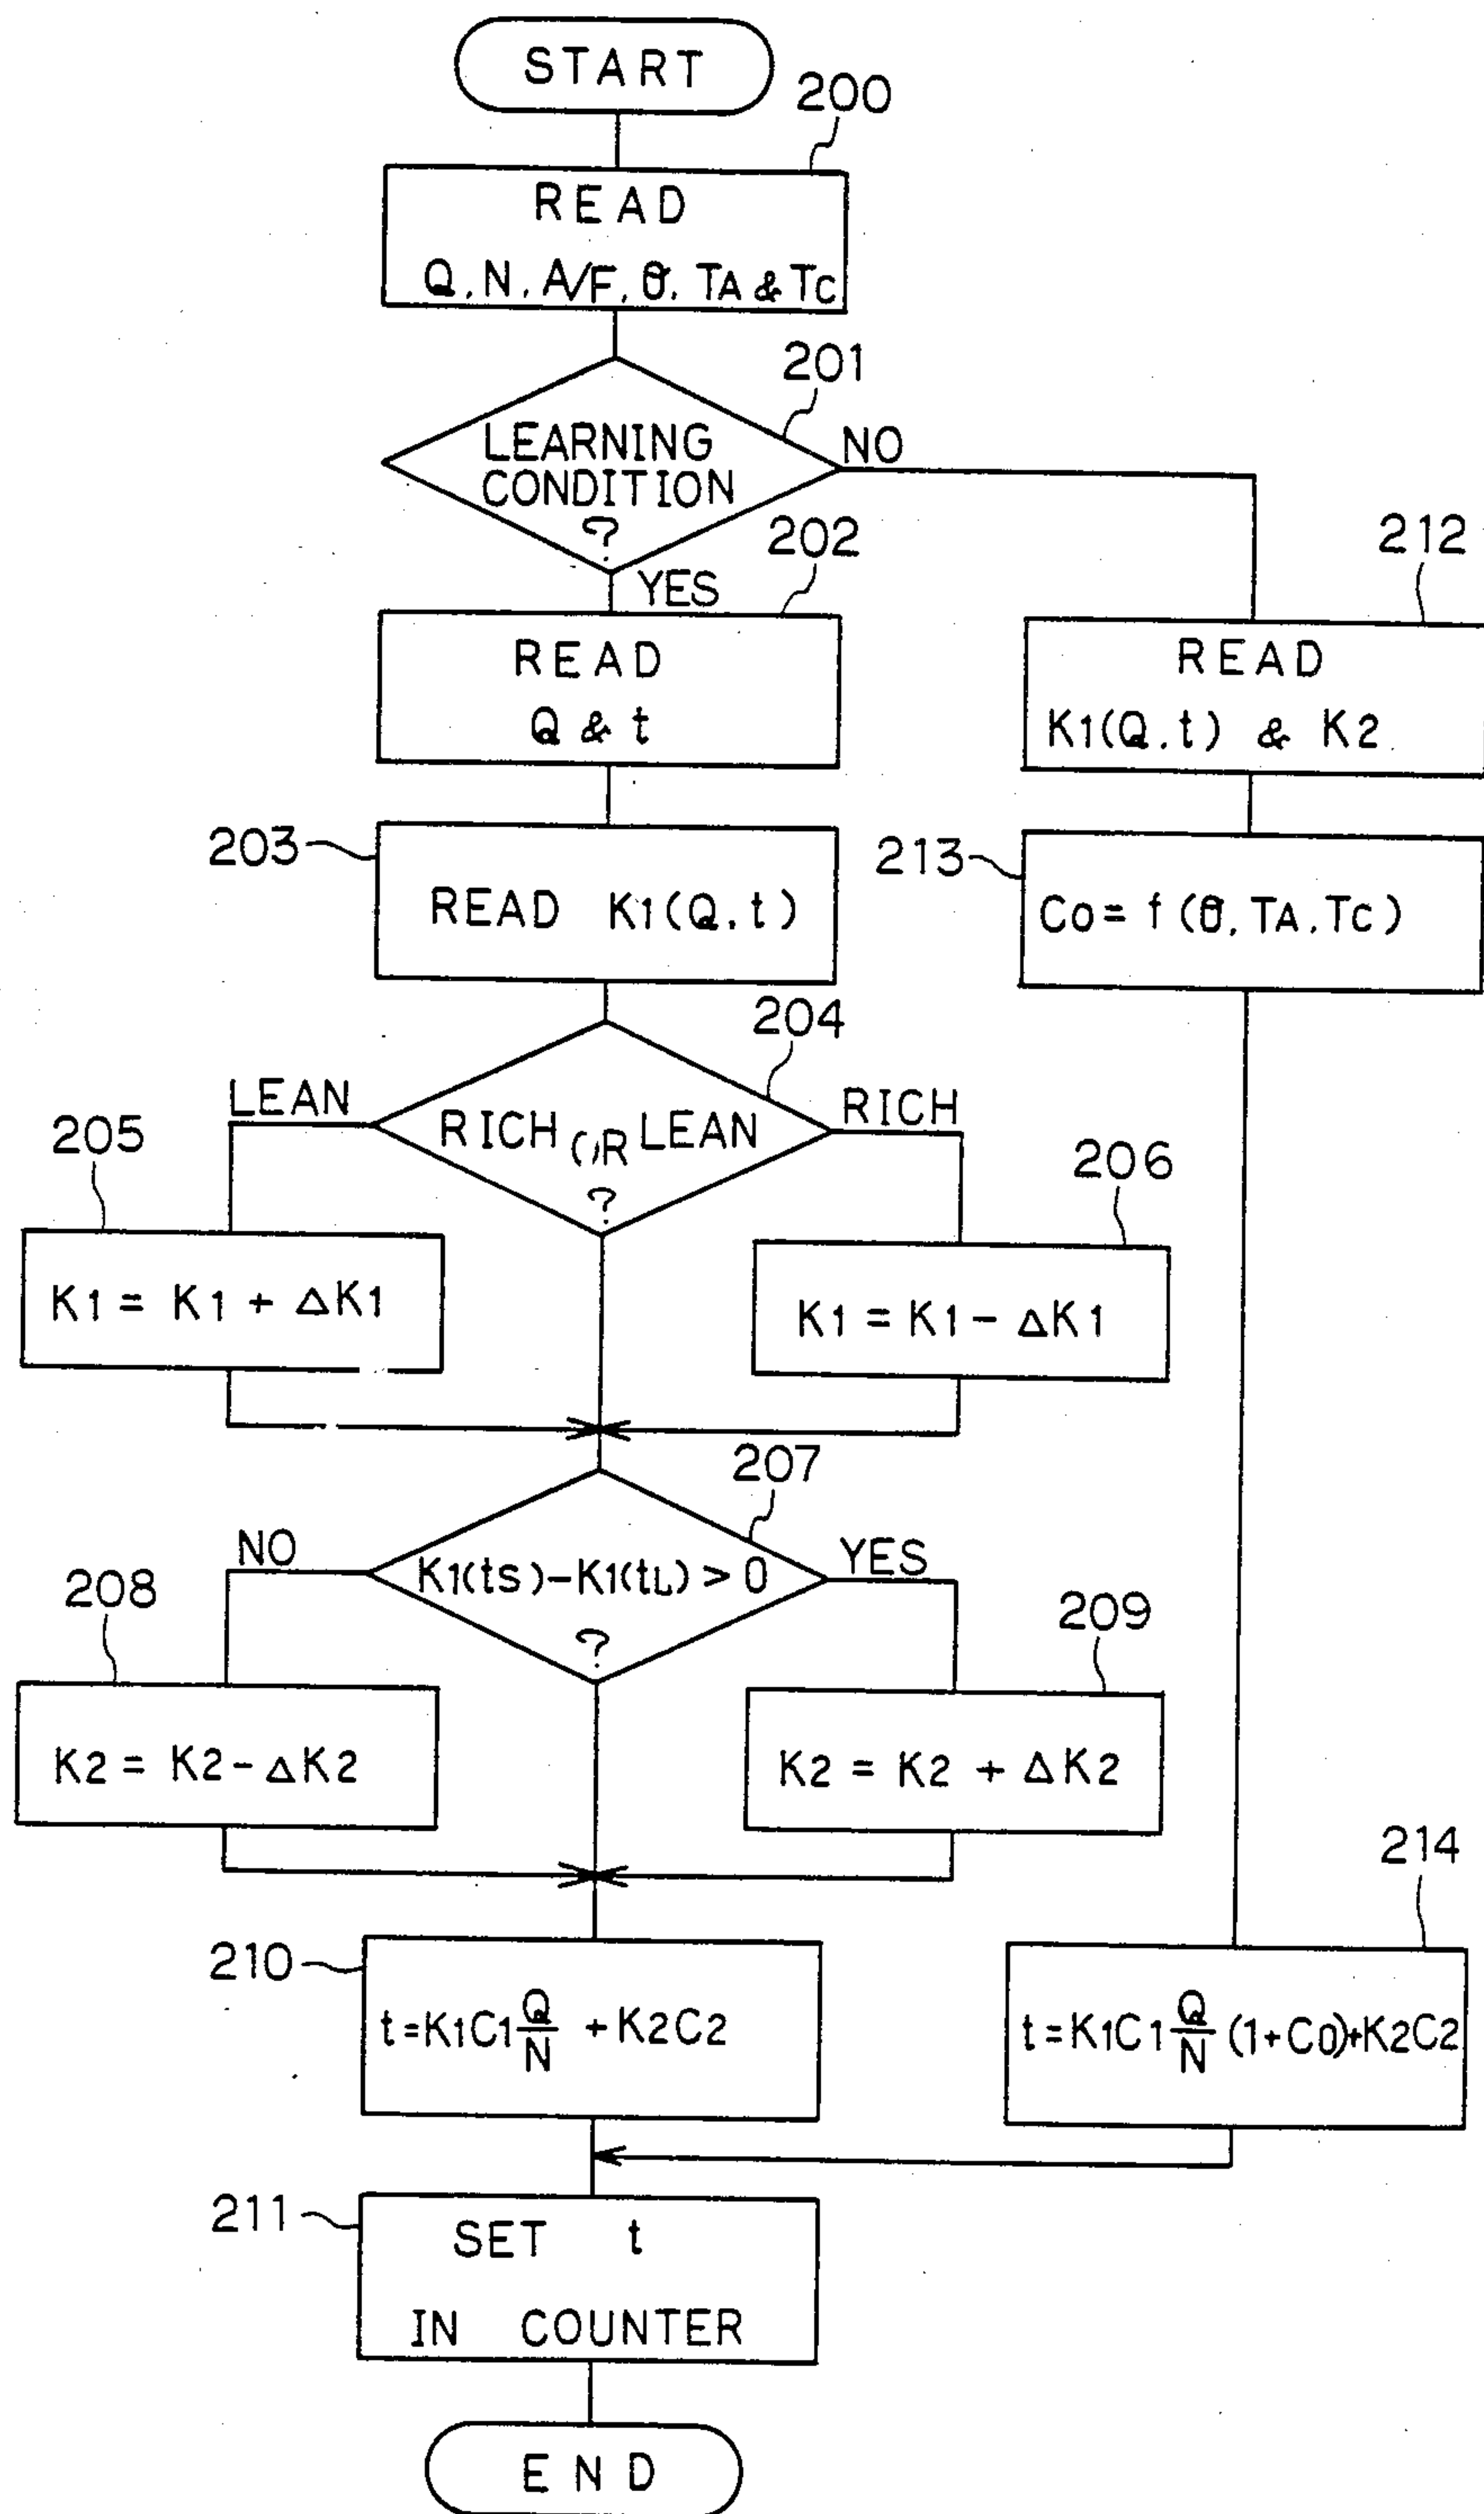 START
200
READ
Q, N, A/F, θ, TA & TC
201
LEARNING
CONDITION
?
NO
YES
202
READ
Q & t
212
READ
K1(Q, t) & K2
203
READ K1(Q, t)
213
Co = f(θ, TA, TC)
204
LEAN
RICH OR LEAN
?
RICH
205
K1 = K1 + ΔK1
206
K1 = K1 - ΔK1
207
NO
K1(tS)-K1(tL) > 0
?
YES
208
K2 = K2 - ΔK2
209
K2 = K2 + ΔK2
210
t=K1C1 Q/N + K2C2
214
t=K1C1 Q/N (1+Co)+K2C2
211
SET t
IN COUNTER
END